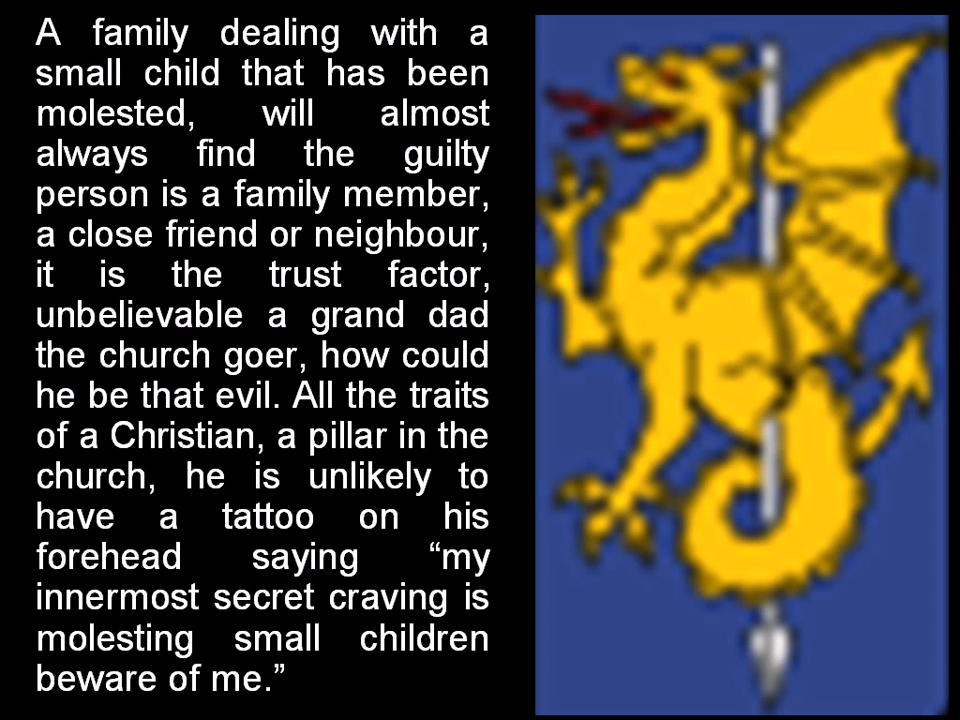 A family dealing with a
small child that has been
molested, will almost
always find the guilty
person is a family member,
a close friend or neighbour,
it is the trust factor,
unbelievable a grand dad
the church goer, how could
he be that evil. All the traits
of a Christian, a pillar in the
church, he is unlikely to
have a tattoo on his
forehead saying “my
innermost secret craving is
molesting small children
beware of me.”